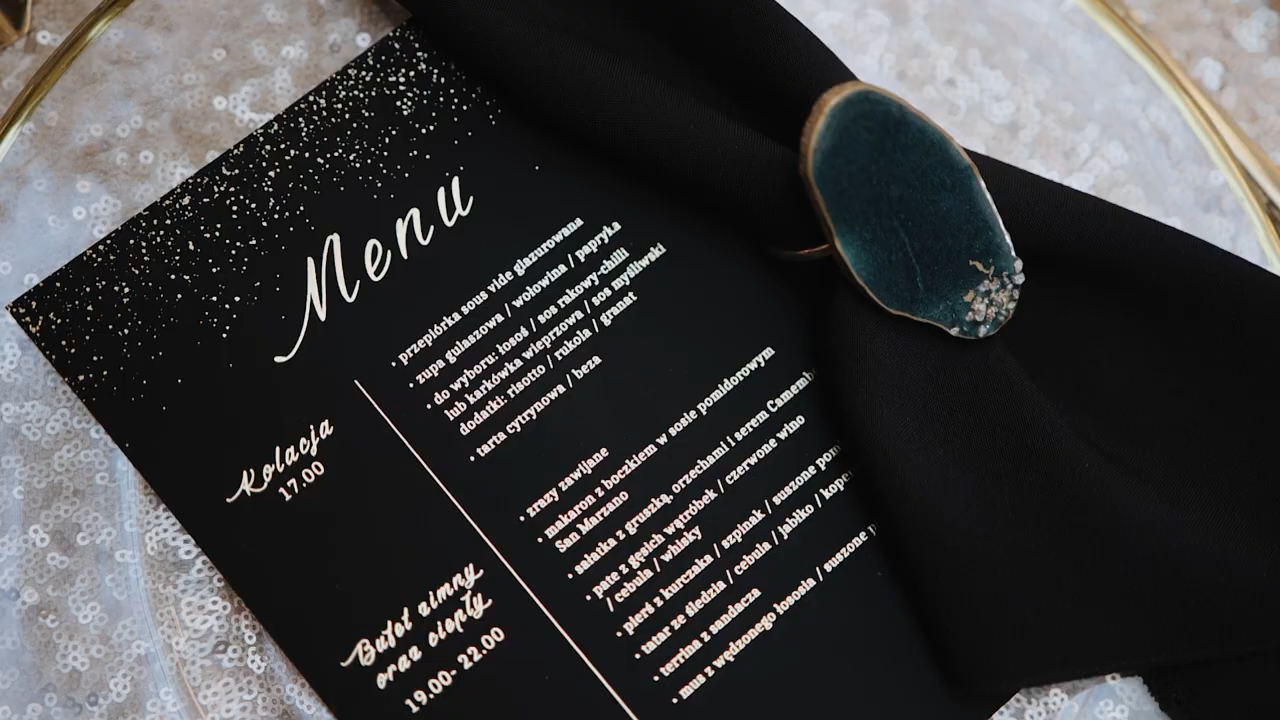 Menu
Kolacja
17.00
• przepiórka sous vide glazurowana
• zupa gulaszowa / wołowina / papryka
• do wyboru: łosoś / sos rakowy-chilli
lub karkówka wieprzowa / sos myśliwski
dodatki: risotto / rukola / granat
• tarta cytrynowa / beza
Bufet zimny
oraz ciepły
19.00- 22.00
• zrazy zawijane
• makaron z boczkiem w sosie pomidorowym
San Marzano
• sałatka z gruszką, orzechami i serem
• pate z gęsich wątróbek / czerwone wino
/ cebula / whisky
• pierś z kurczaka / szpinak / suszone
• tatar ze śledzia / cebula / jabłko /
• terrina z sandacza
• mus z wędzonego łososia / suszone